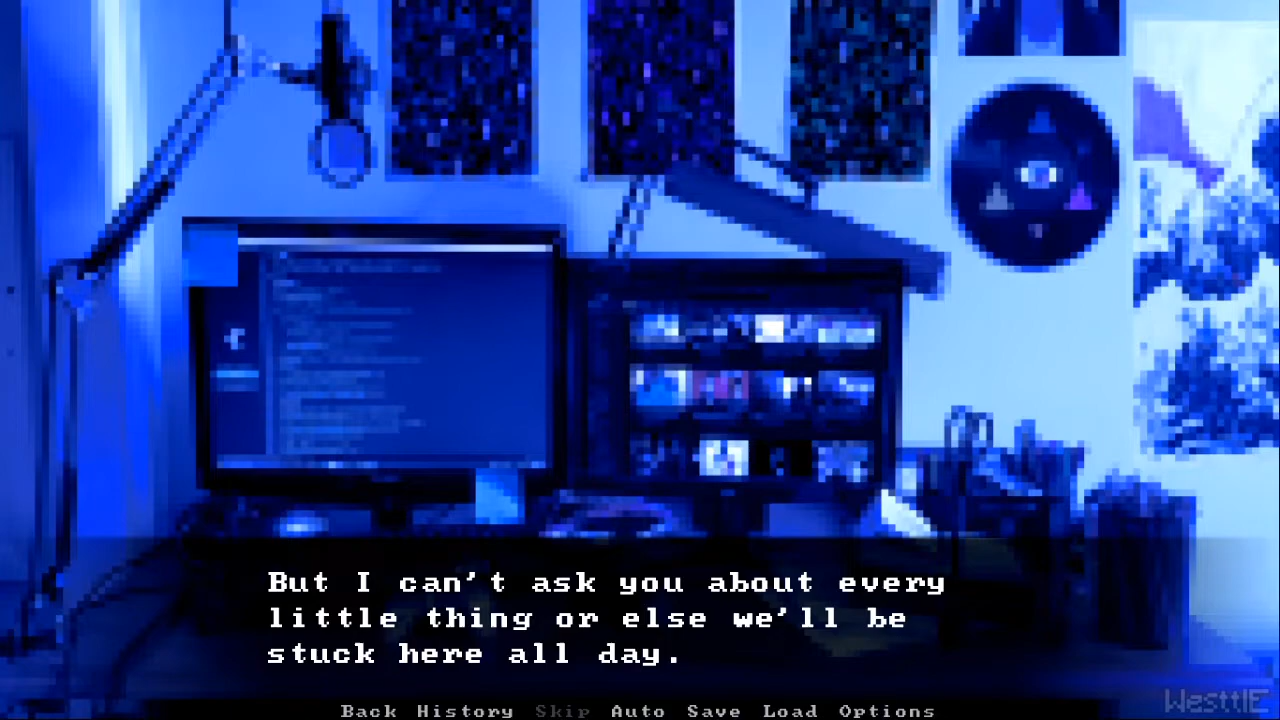 But I can't ask you about every
little thing or else we'll be
stuck here all day.
Back History Skip Auto Save Load Options
WesttIE